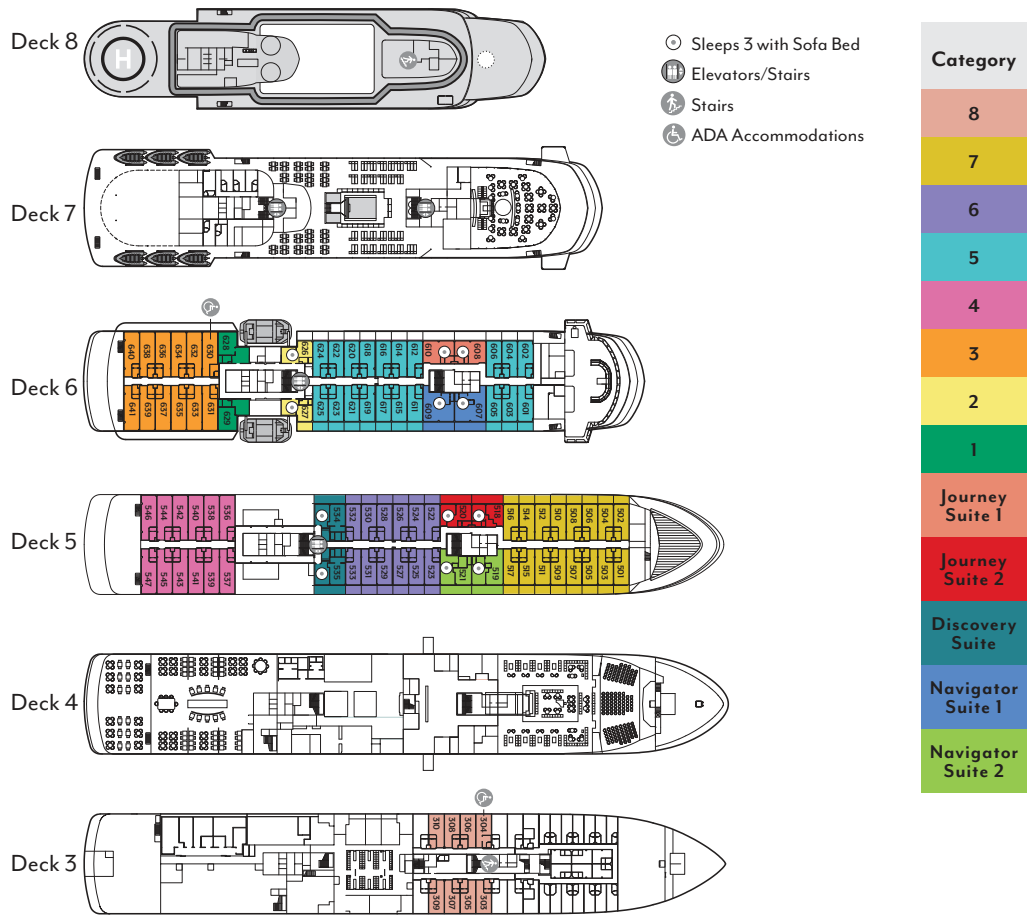 Deck 8
H
Sleeps 3 with Sofa Bed
Elevators/Stairs
Stairs
ADA Accommodations
Category
8
7
6
5
4
3
2
1
Journey
Suite 1
Journey
Suite 2
Discovery
Suite
Navigator
Suite 1
Navigator
Suite 2
Deck 7
Deck 6
640 638 636 634 632 630 628 626 624 622 620 618 616 614 612 610 608 606 604 602
641 639 637 635 633 631 629 627 625 623 621 619 617 615 611 609 607 605 603 601
Deck 5
546 544 542 540 538 536 534 532 530 528 526 524 522 520 518 516 514 512 510 508 506 504 502
547 545 543 541 539 537 535 533 531 529 527 525 523 521 519 517 515 511 509 507 505 503 501
Deck 4
Deck 3
310 308 306 304
309 307 305 303